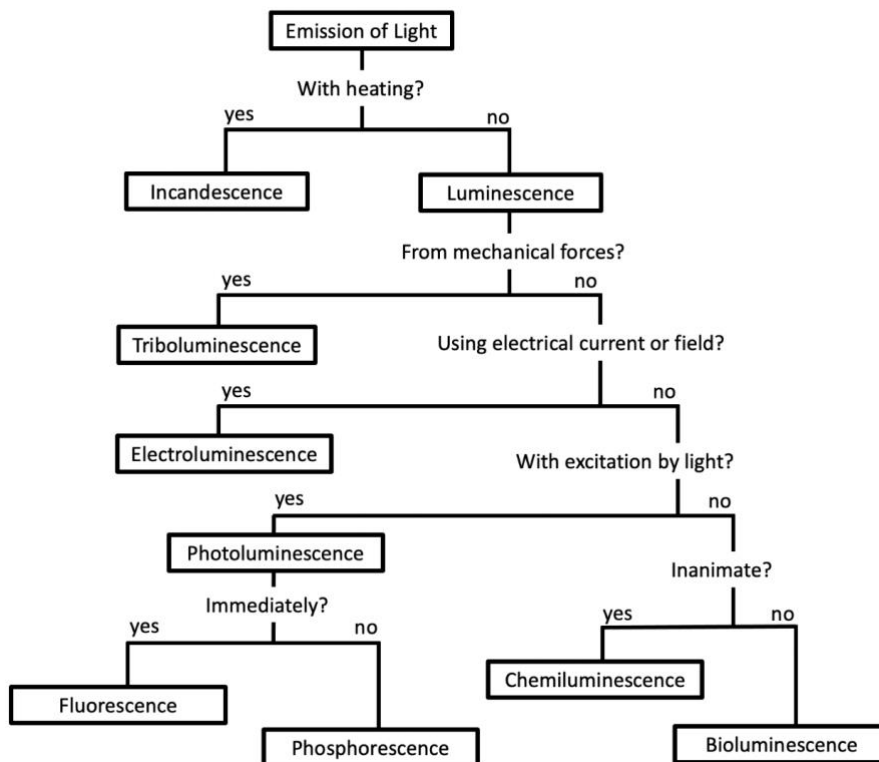 Emission of Light
With heating?
yes
no
Incandescence
Luminescence
From mechanical forces?
yes
no
Triboluminescence
Using electrical current or field?
yes
no
Electroluminescence
With excitation by light?
yes
no
Photoluminescence
Inanimate?
Immediately?
yes
no
yes
no
Chemiluminescence
Fluorescence
Phosphorescence
Bioluminescence